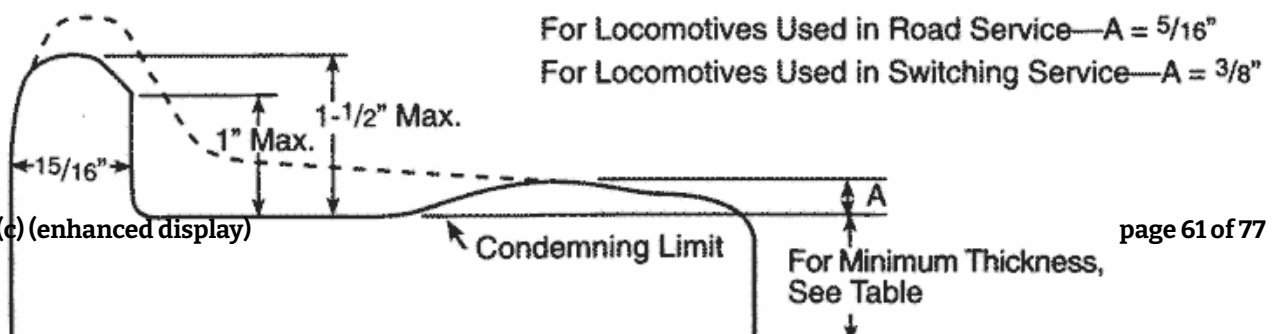 For Locomotives Used in Road Service—A = 5/16"
For Locomotives Used in Switching Service—A = 3/8"
1-1/2" Max.
1" Max.
15/16"
A
(c) (enhanced display)
page 61 of 77
Condemning Limit
For Minimum Thickness,
See Table